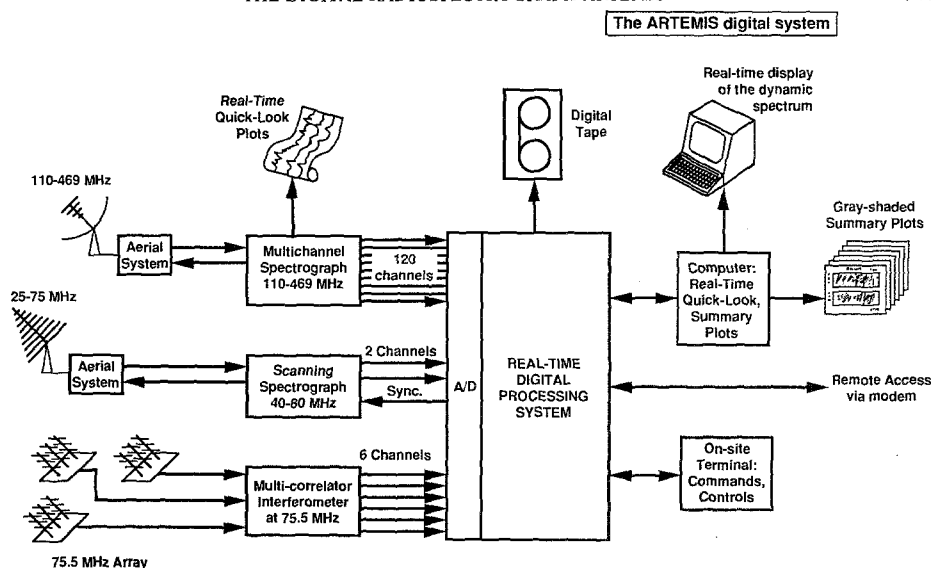 The ARTEMIS digital system
Real-Time
Quick-Look
Plots
Digital
Tape
Real-time display
of the dynamic
spectrum
110-469 MHz
Aerial
System
Multichannel
Spectrograph
110-469 MHz
120
channels
Computer:
Real-Time
Quick-Look,
Summary
Plots
Gray-shaded
Summary Plots
25-75 MHz
Aerial
System
Scanning
Spectrograph
40-80 MHz
2 Channels
Sync.
A/D
REAL-TIME
DIGITAL
PROCESSING
SYSTEM
Remote Access
via modem
6 Channels
Multi-correlator
Interferometer
at 75.5 MHz
On-site
Terminal:
Commands,
Controls
75.5 MHz Array